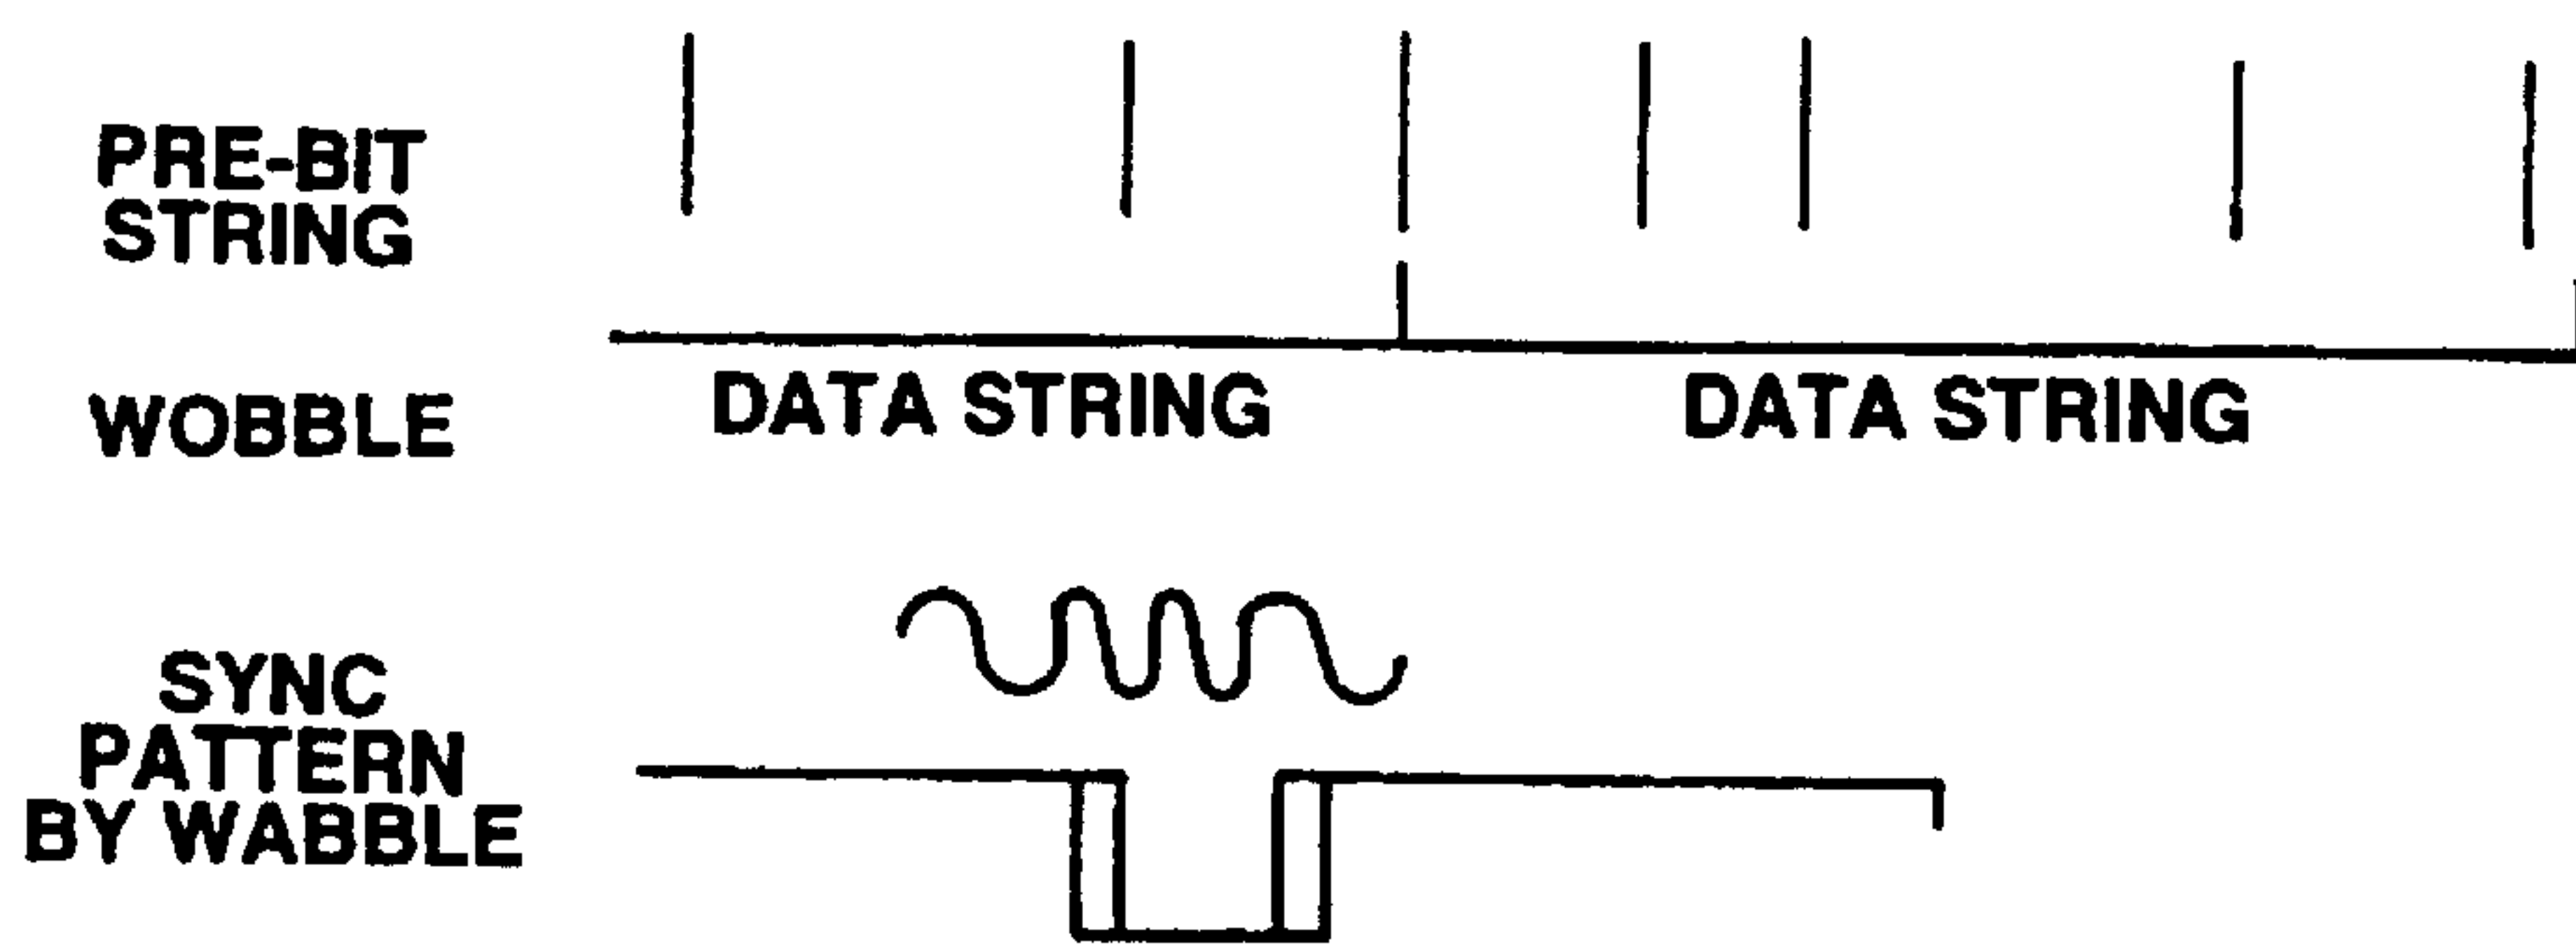 PRE-BIT
STRING
WOBBLE
DATA STRING
DATA STRING
SYNC
PATTERN
BY WABBLE